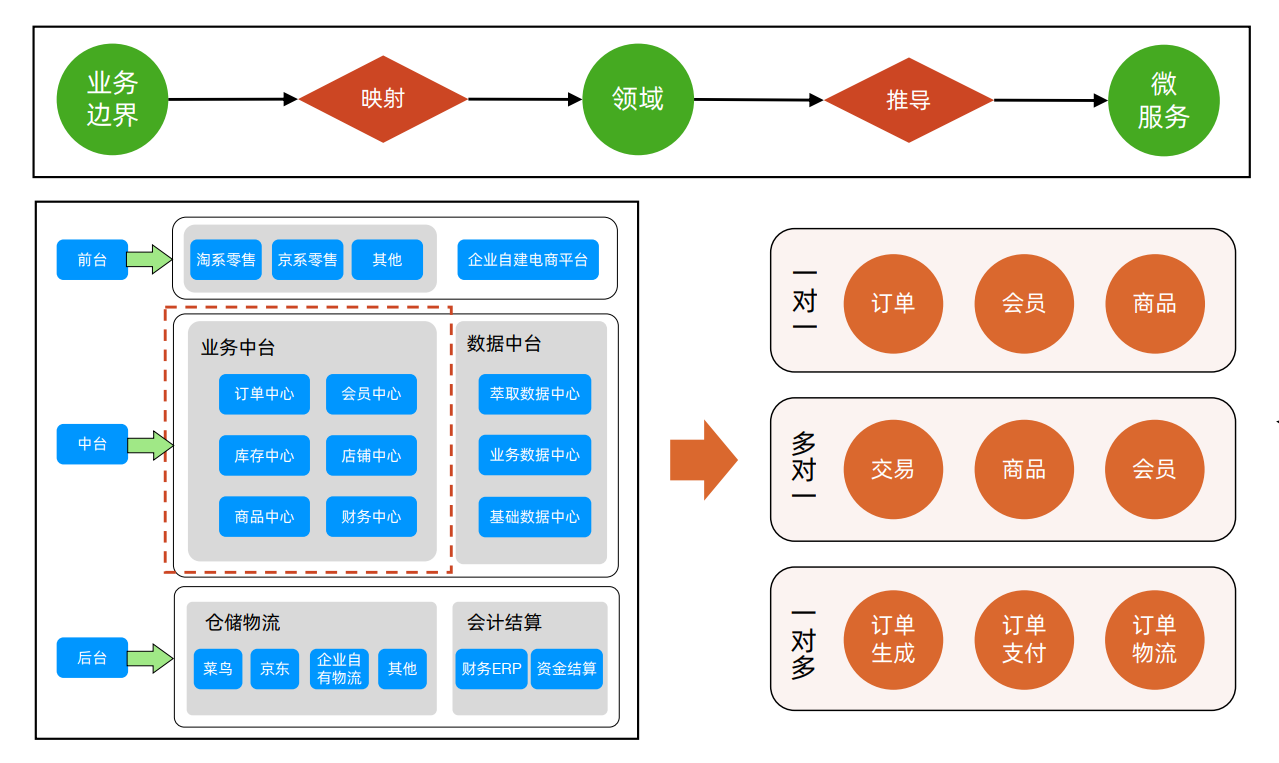 业务
边界
映射
领域
推导
微
服务
前台
淘系零售
京系零售
其他
企业自建电商平台
中台
业务中台
订单中心
会员中心
库存中心
店铺中心
商品中心
财务中心
数据中台
萃取数据中心
业务数据中心
基础数据中心
后台
仓储物流
菜鸟
京东
企业自
有物流
其他
会计结算
财务ERP
资金结算
一对一
订单
会员
商品
多对一
交易
商品
会员
一对多
订单
生成
订单
支付
订单
物流